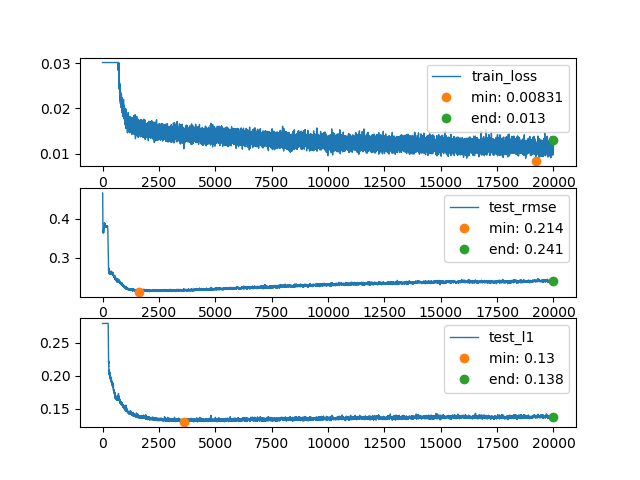 0.03
0.02
0.01
train_loss
min: 0.00831
end: 0.013
0 2500 5000 7500 10000 12500 15000 17500 20000
0.4
0.3
test_rmse
min: 0.214
end: 0.241
0 2500 5000 7500 10000 12500 15000 17500 20000
0.25
0.20
0.15
test_l1
min: 0.13
end: 0.138
0 2500 5000 7500 10000 12500 15000 17500 20000